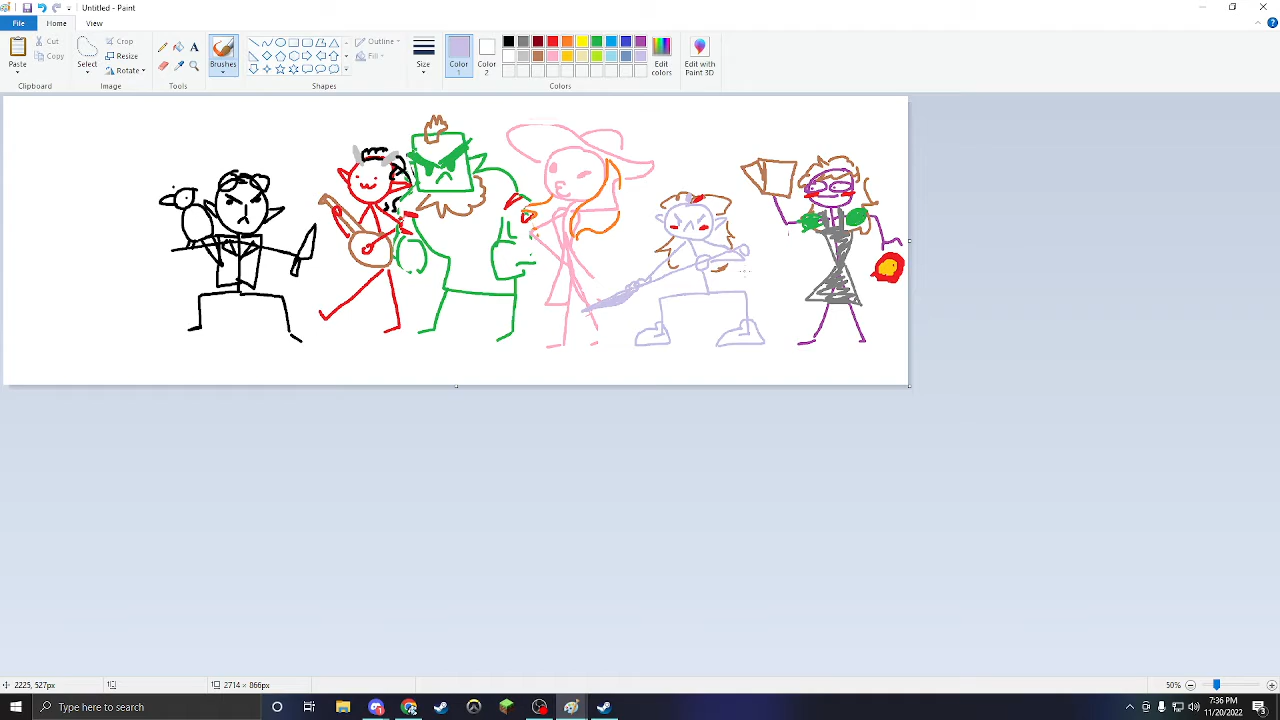 Untitled - Paint
File Home View
Paste Cut Copy Select Crop Resize Rotate A Brushes Outline Fill Size Color 1 Color 2 Edit colors Edit with Paint 3D
Clipboard Image Tools Shapes Colors
2225, 527px 2714 × 866px 50%
Type here to search 7:36 PM
11/20/2022